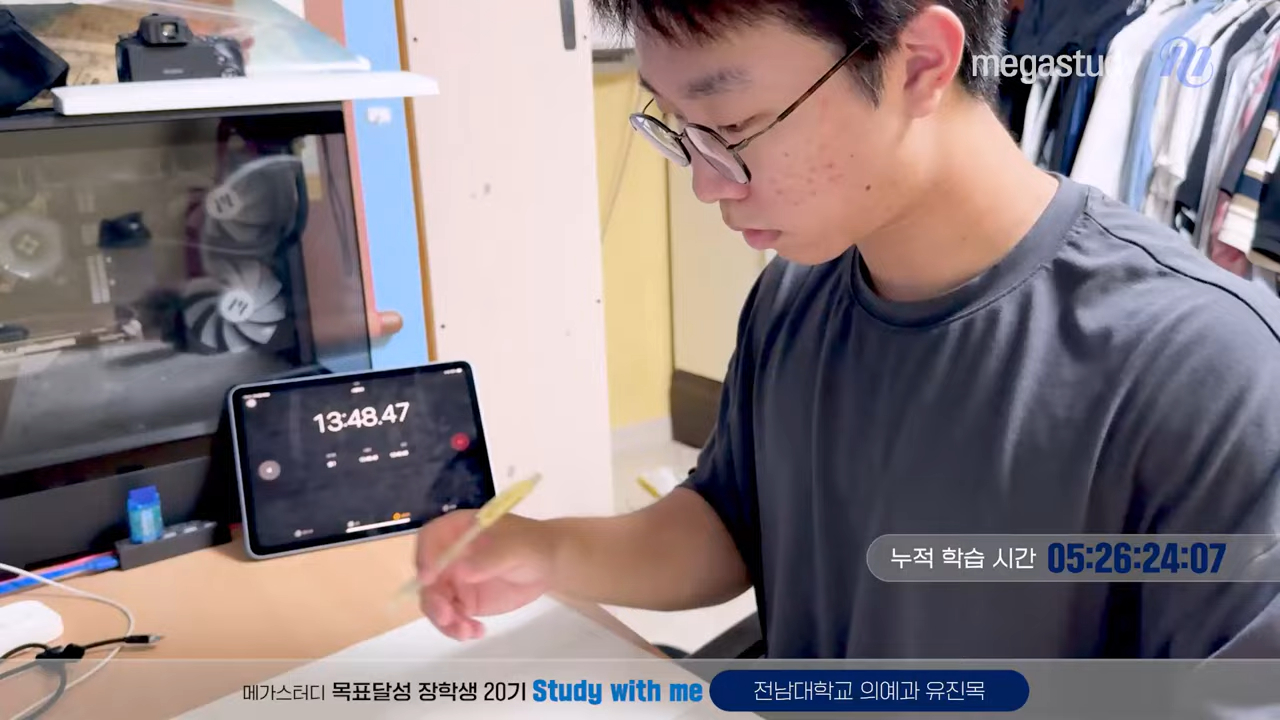 megastud
13:48.47
누적 학습 시간 05:26:24:07
메가스터디 목표달성 장학생 20기 Study with me 전남대학교 의예과 유진목